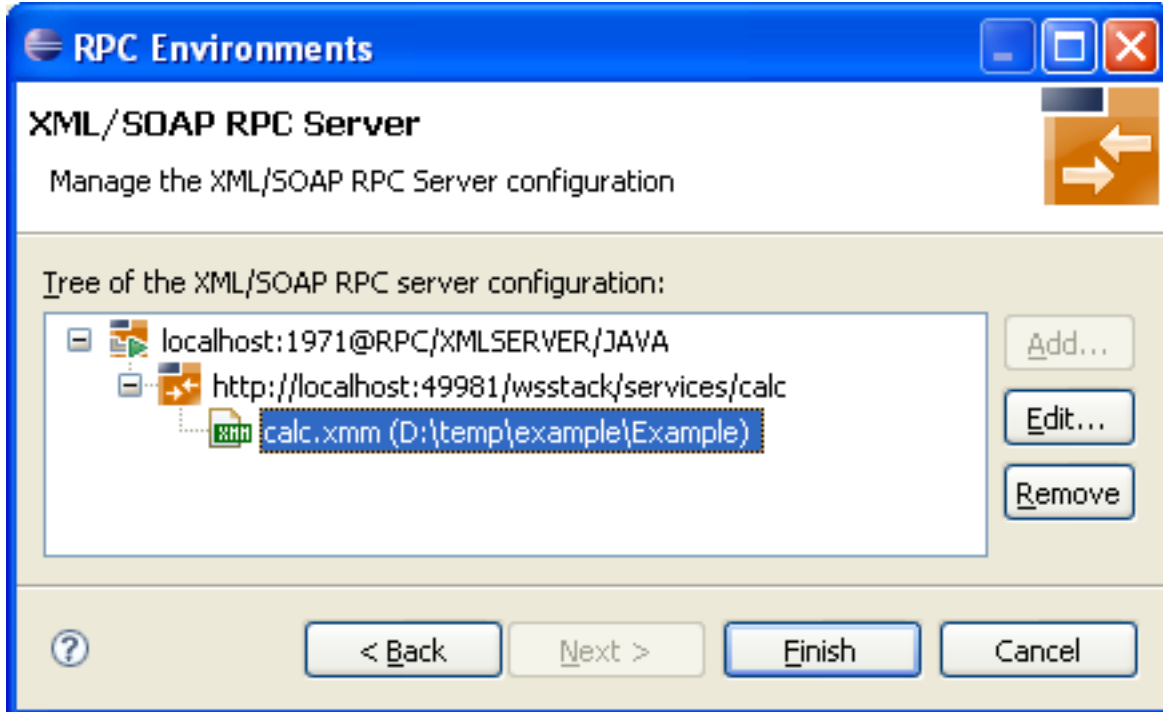 RPC Environments
XML/SOAP RPC Server
Manage the XML/SOAP RPC Server configuration
Tree of the XML/SOAP RPC server configuration:
localhost:1971@RPC/XMLSERVER/JAVA
Add...
http://localhost:49981/wsstack/services/calc
XMM calc.xmm (D:\temp\example\Example)
Edit...
Remove
? < Back Next > Finish Cancel